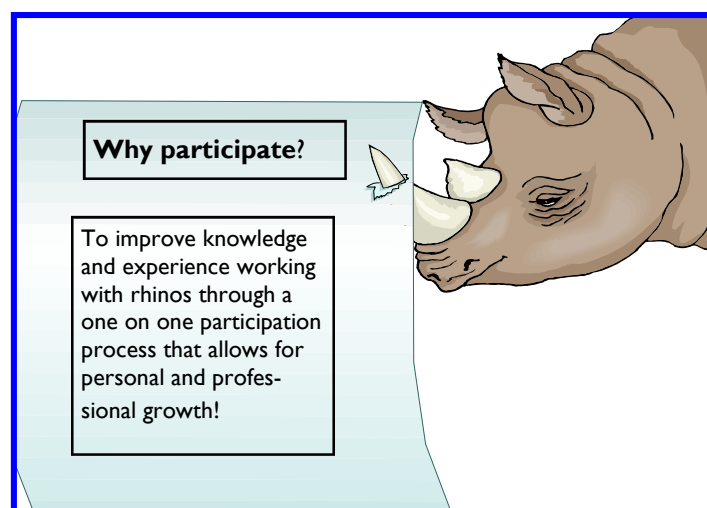 Why participate?
To improve knowledge
and experience working
with rhinos through a
one on one participation
process that allows for
personal and profes-
sional growth!